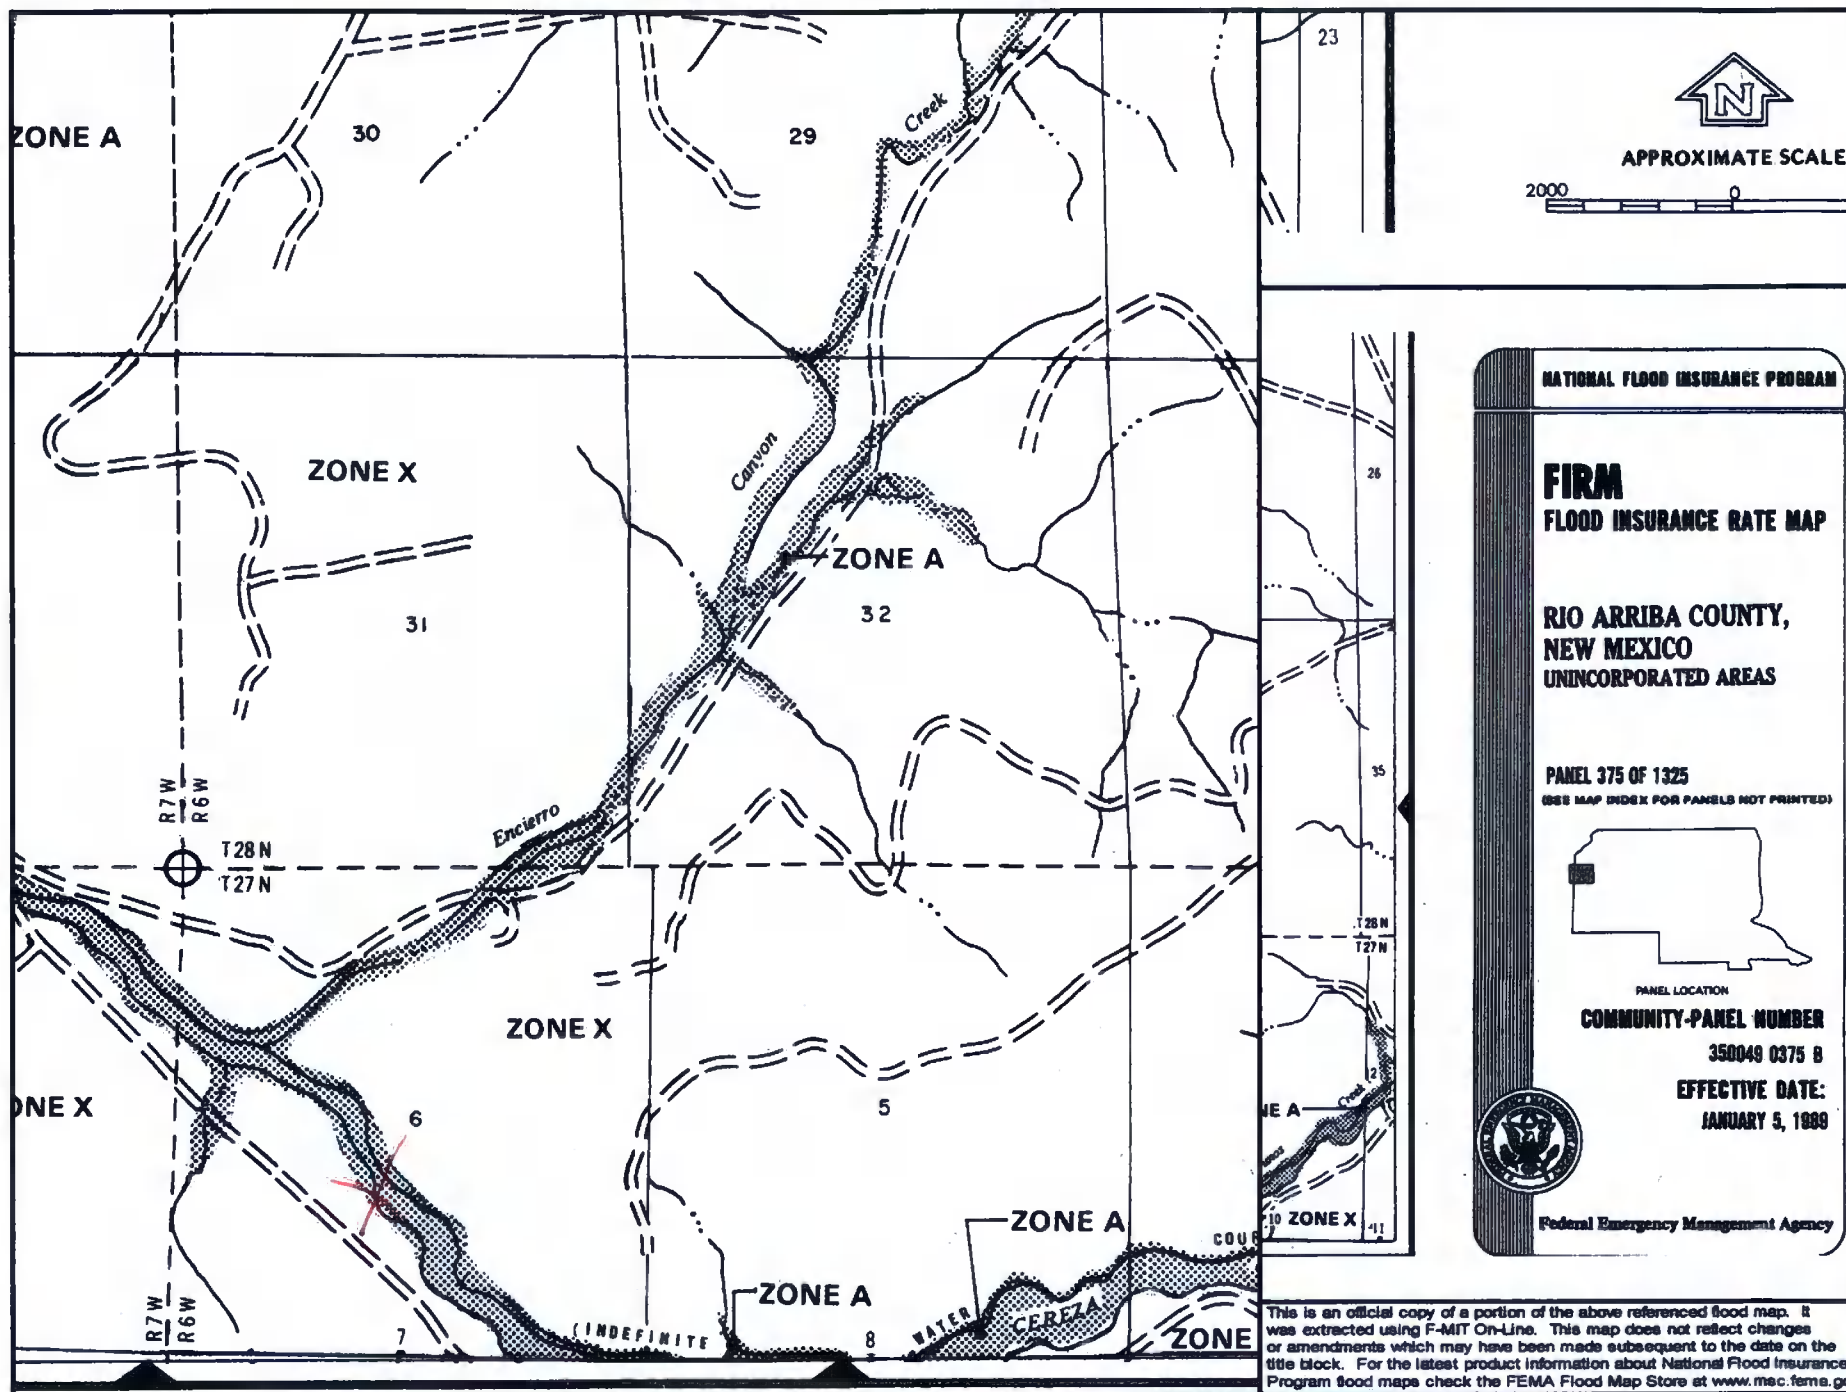 ZONE A
30
29
Creek
23
N
APPROXIMATE SCALE
2000
0
NATIONAL FLOOD INSURANCE PROGRAM
FIRM
FLOOD INSURANCE RATE MAP
RIO ARRIBA COUNTY,
NEW MEXICO
UNINCORPORATED AREAS
PANEL 375 OF 1325
(SEE MAP INDEX FOR PANELS NOT PRINTED)
PANEL LOCATION
COMMUNITY-PANEL NUMBER
350049 0375 B
EFFECTIVE DATE:
JANUARY 5, 1989
Federal Emergency Management Agency
ZONE X
Canyon
26
ZONE A
31
32
35
R7W
R6W
Encierro
T28N
T27N
T28N
T27N
ZONE X
ONE X
6
5
2
Creek
NE A
10
ZONE X
11
ZONE A
COUR
ZONE A
WATER
CEREZA
R7W
R6W
7
(INDEFINITE
8
ZONE
This is an official copy of a portion of the above referenced flood map. It
was extracted using F-MIT On-Line. This map does not reflect changes
or amendments which may have been made subsequent to the date on the
title block. For the latest product information about National Flood Insurance
Program flood maps check the FEMA Flood Map Store at www.msc.fema.go